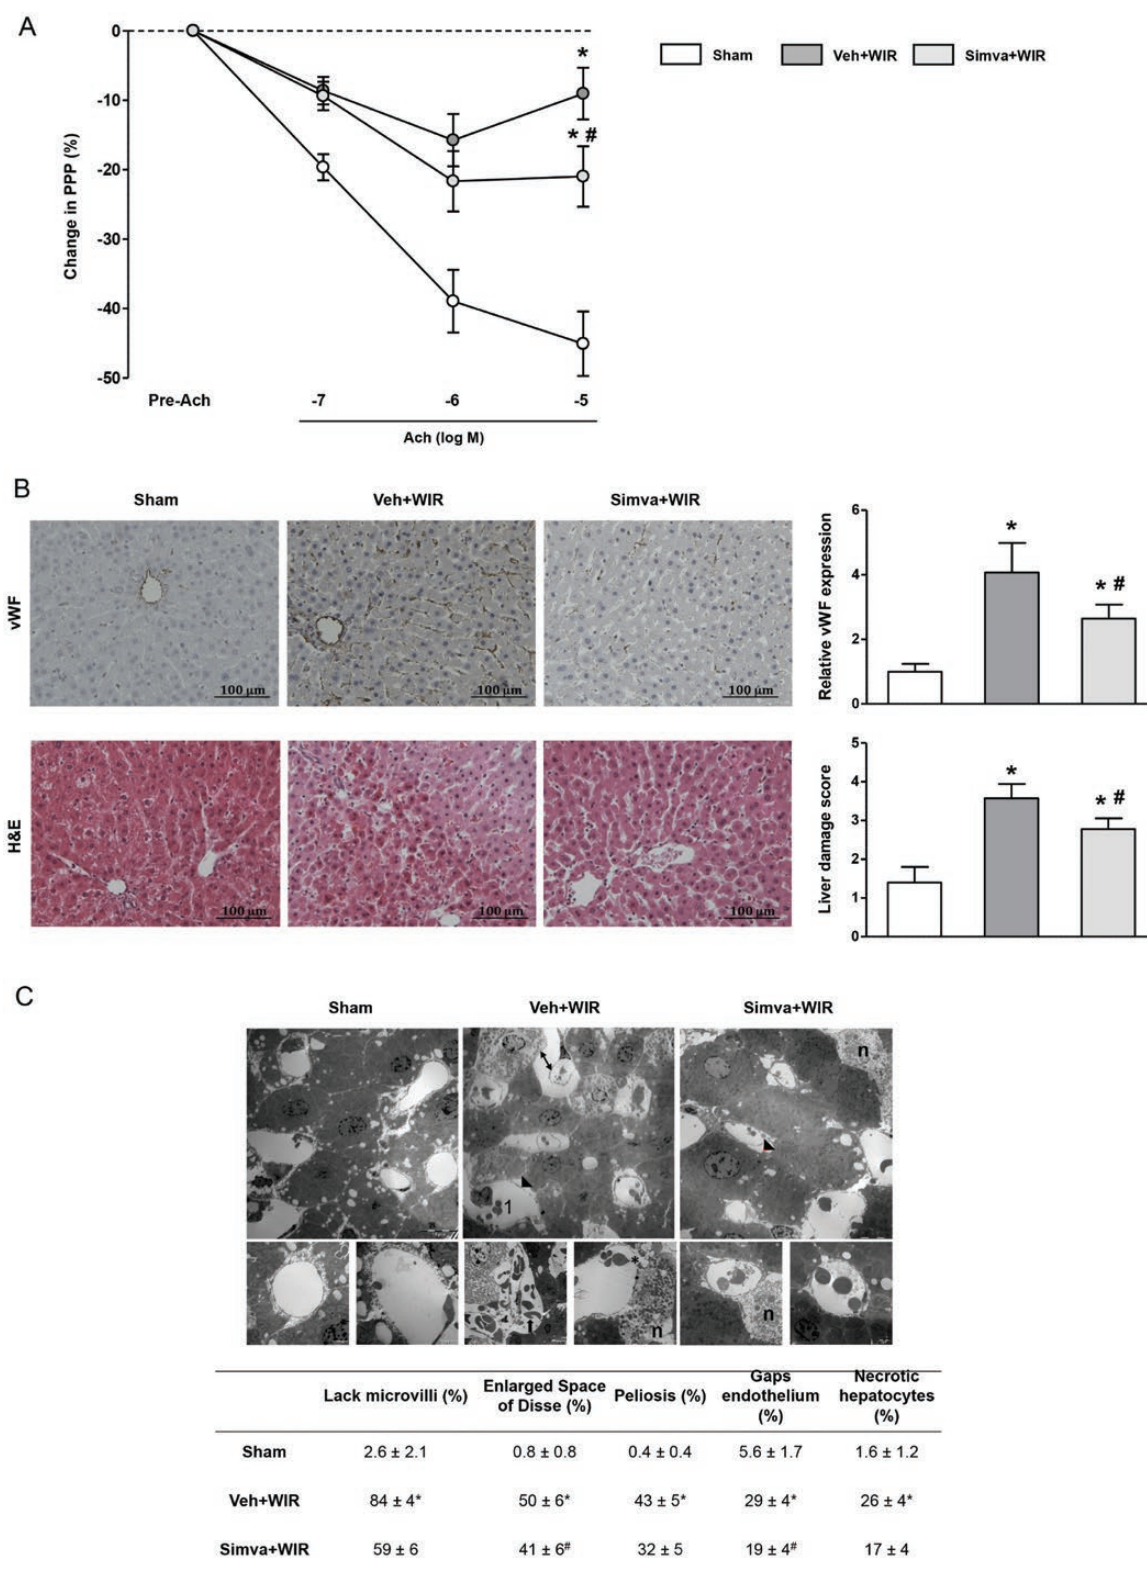 A
Sham
Veh+WIR
Simva+WIR
Change in PPP (%)
0
-10
-20
-30
-40
-50
*
* #
Pre-Ach
-7
-6
-5
Ach (log M)
B
Sham
Veh+WIR
Simva+WIR
vWF
100 µm
100 µm
100 µm
Relative vWF expression
6
4
2
0
*
* #
H&E
100 µm
100 µm
100 µm
Liver damage score
5
4
3
2
1
0
*
* #
C
Sham
Veh+WIR
Simva+WIR
1
n
*
n
n
Lack microvilli (%)
Enlarged Space of Disse (%)
Peliosis (%)
Gaps endothelium (%)
Necrotic hepatocytes (%)
Sham 2.6 ± 2.1 0.8 ± 0.8 0.4 ± 0.4 5.6 ± 1.7 1.6 ± 1.2
Veh+WIR 84 ± 4* 50 ± 6* 43 ± 5* 29 ± 4* 26 ± 4*
Simva+WIR 59 ± 6 41 ± 6# 32 ± 5 19 ± 4# 17 ± 4